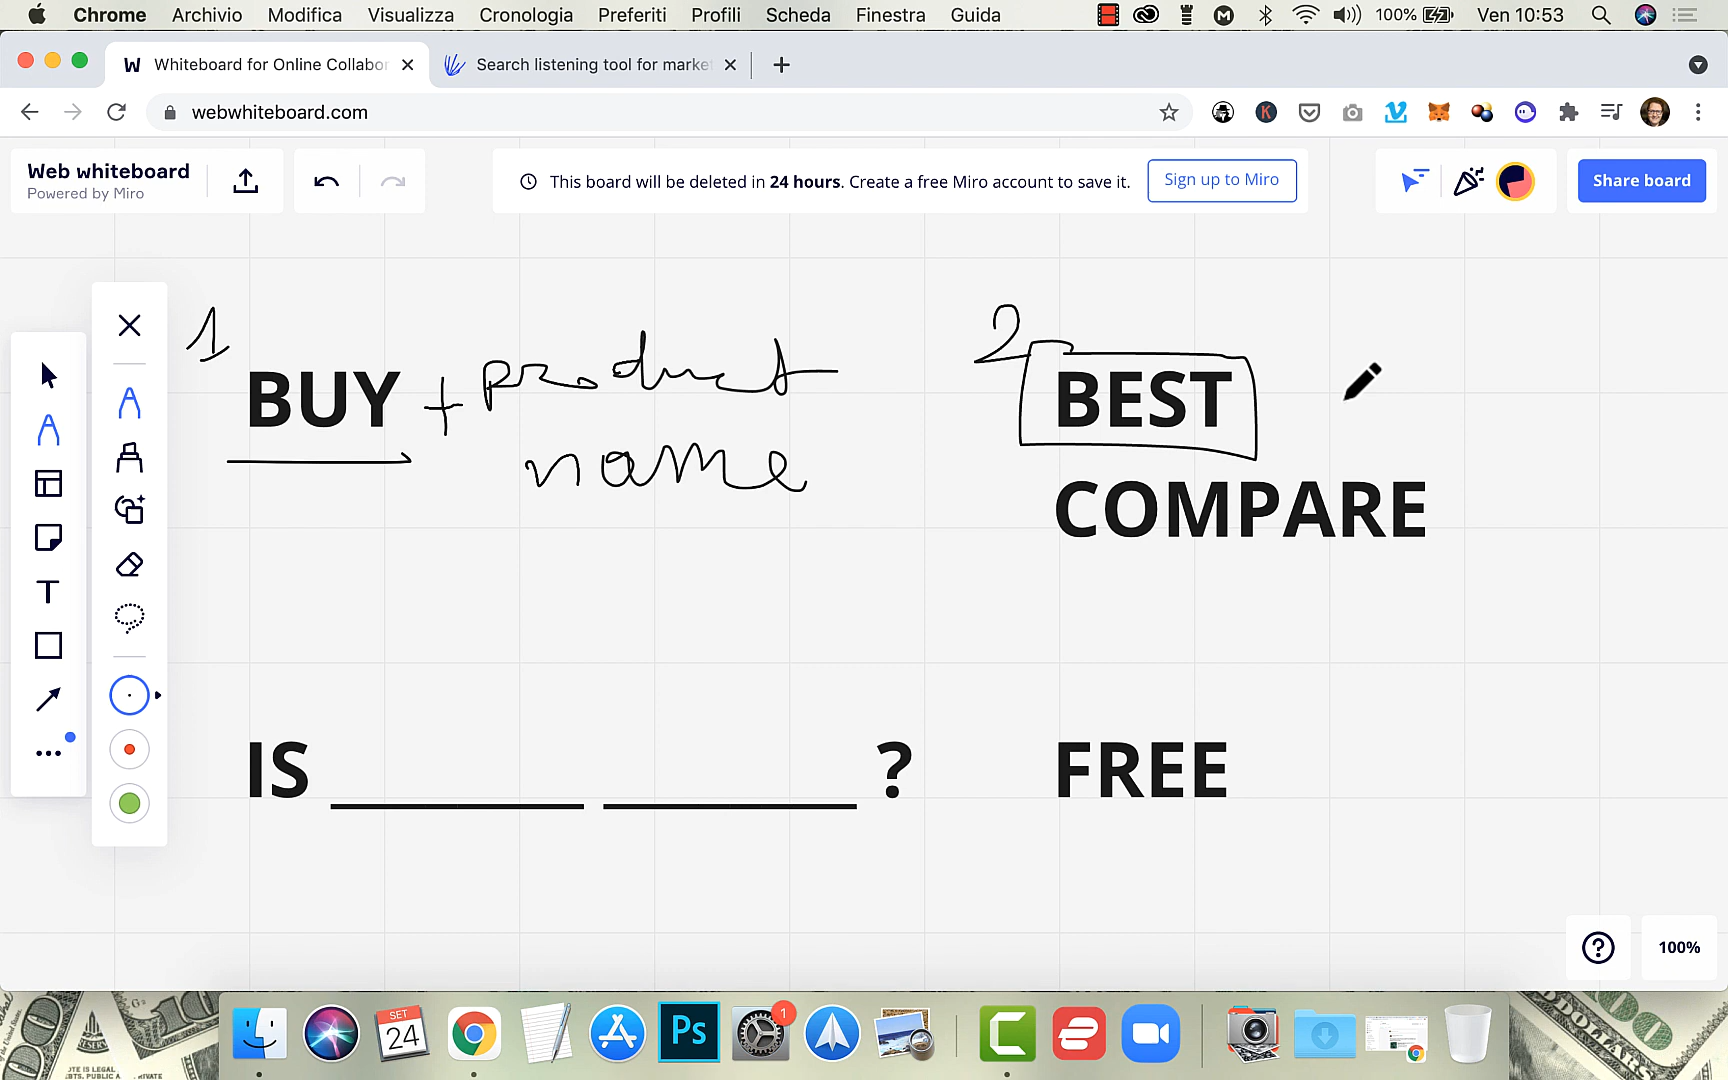 Chrome Archivio Modifica Visualizza Cronologia Preferiti Profili Scheda Finestra Guida 100% Ven 10:53
Whiteboard for Online Collabor Search listening tool for marke
webwhiteboard.com
Web whiteboard
Powered by Miro
This board will be deleted in 24 hours. Create a free Miro account to save it.
Sign up to Miro
Share board
1
BUY + product
name
2
BEST
COMPARE
IS ________ ________ ?
FREE
100%
SET
24
Ps
1